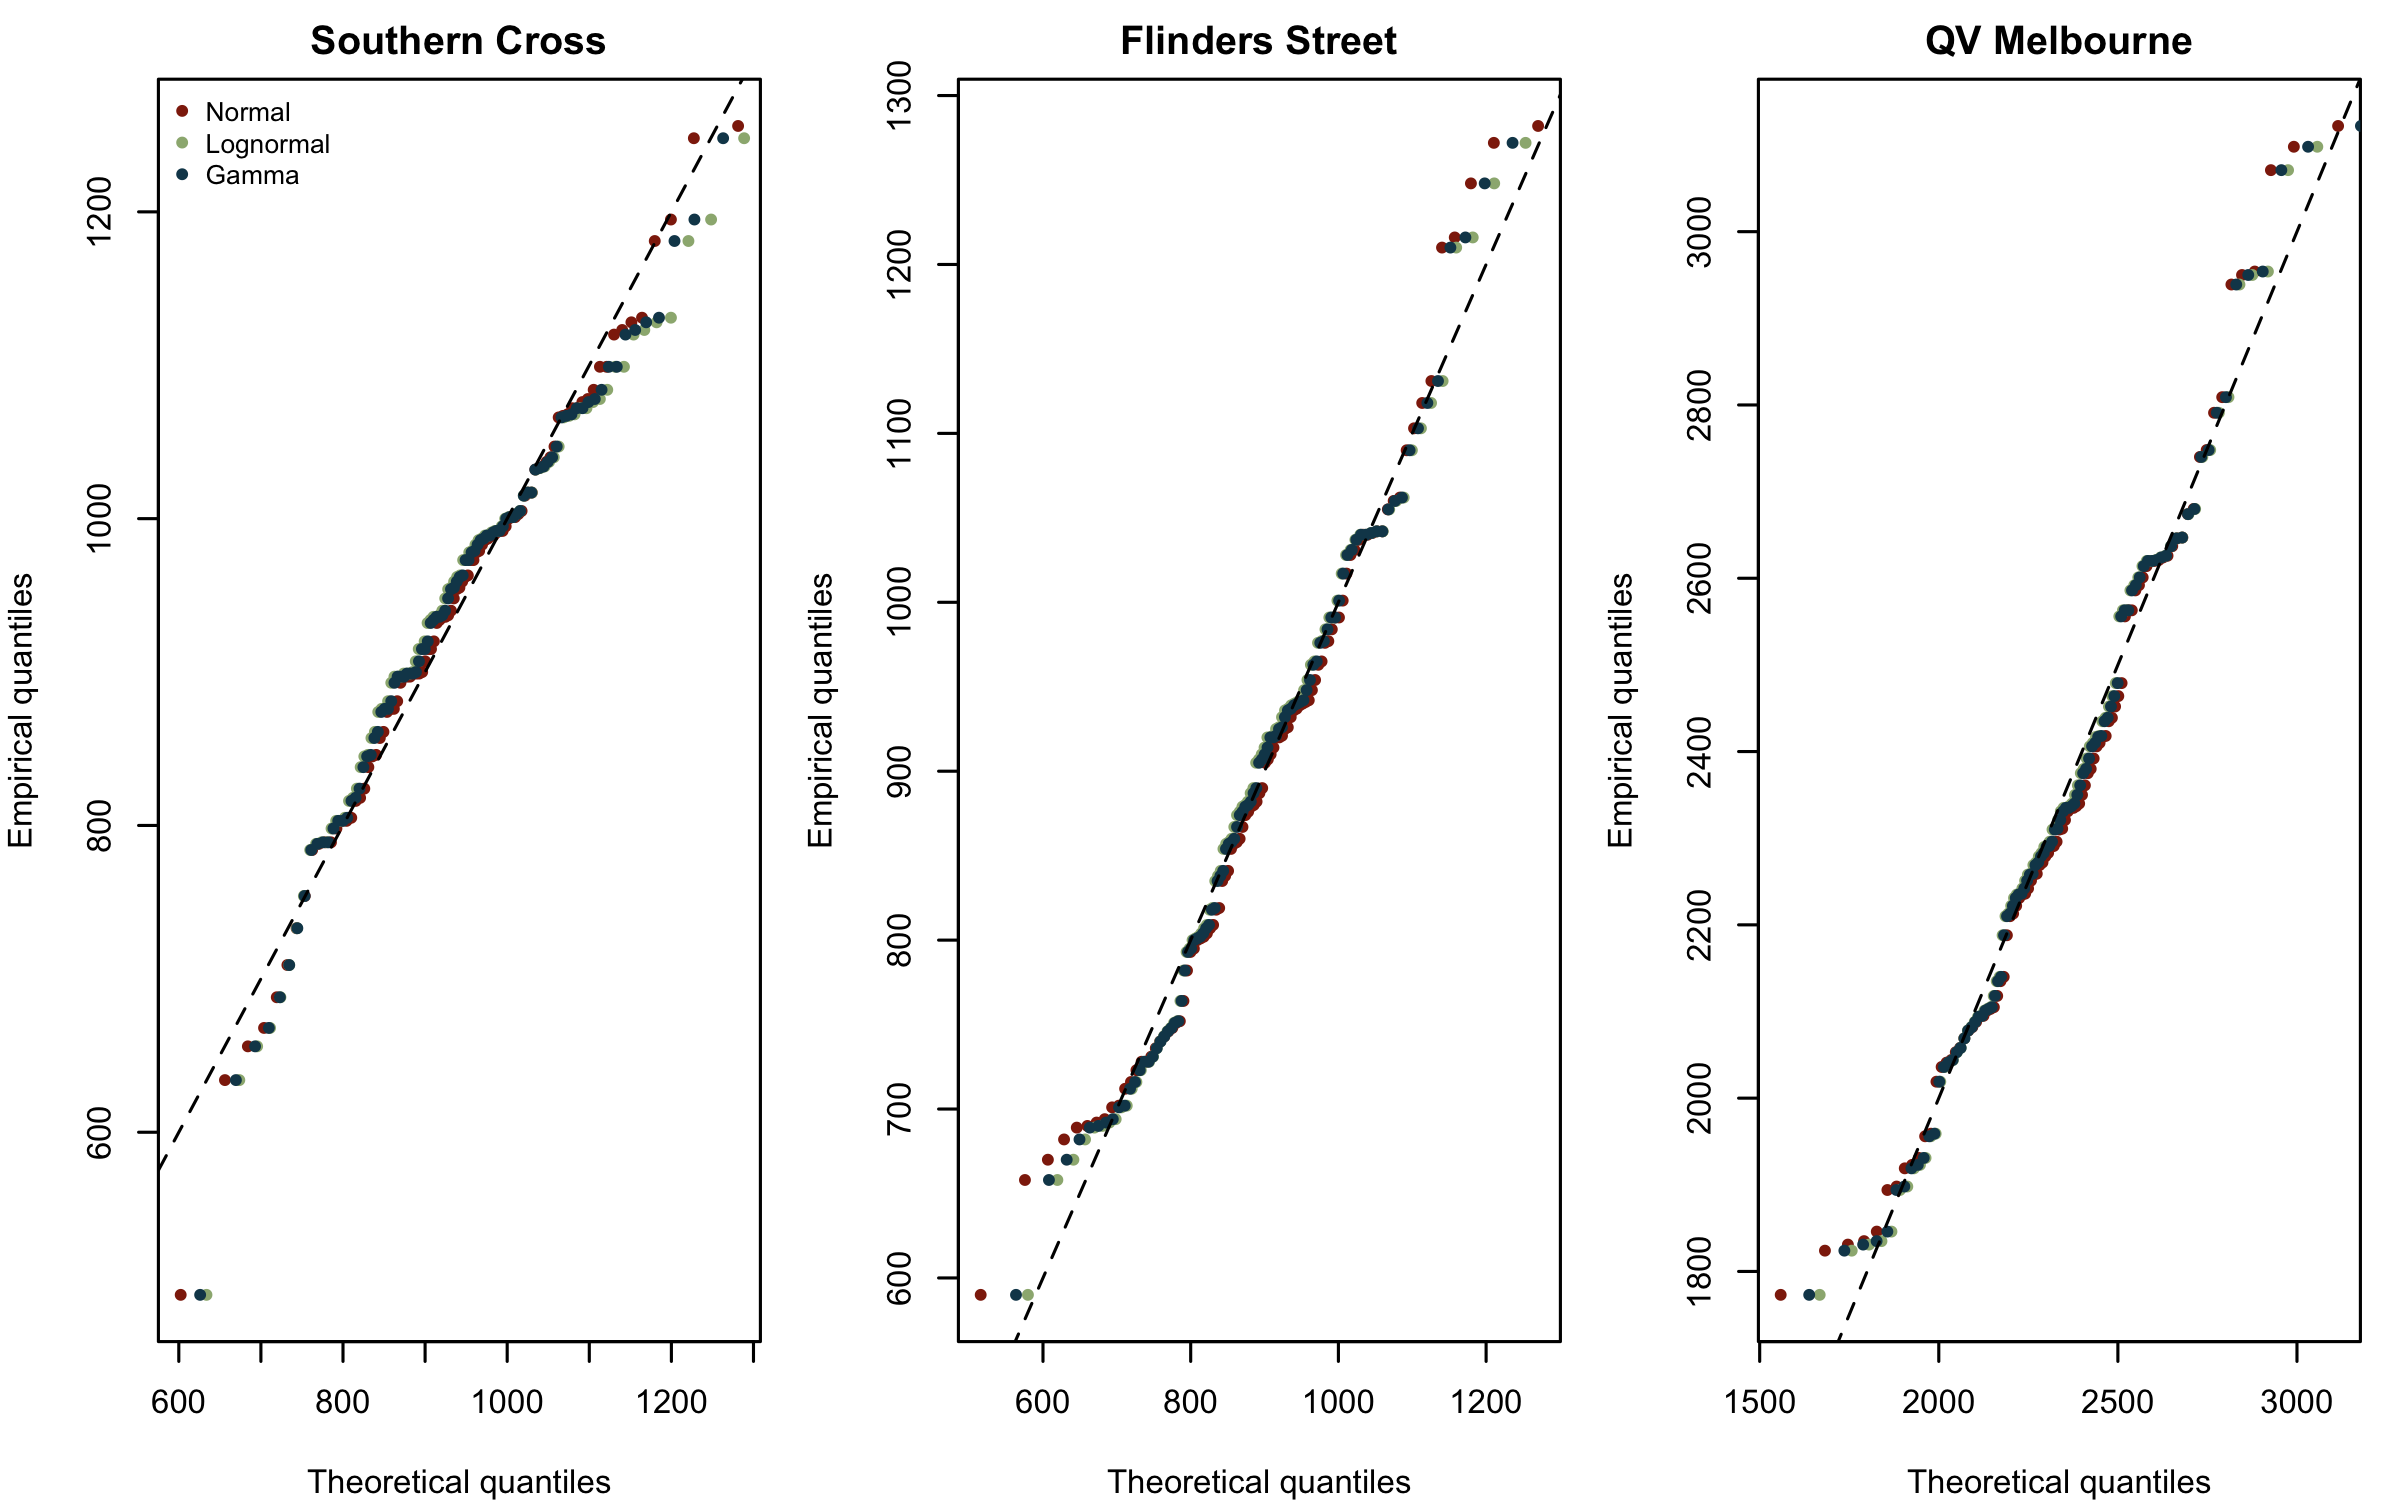 Southern Cross
Normal
Lognormal
Gamma
Empirical quantiles
1200
1000
800
600
600 800 1000 1200
Theoretical quantiles
Flinders Street
Empirical quantiles
1300
1200
1100
1000
900
800
700
600
600 800 1000 1200
Theoretical quantiles
QV Melbourne
Empirical quantiles
3000
2800
2600
2400
2200
2000
1800
1500 2000 2500 3000
Theoretical quantiles